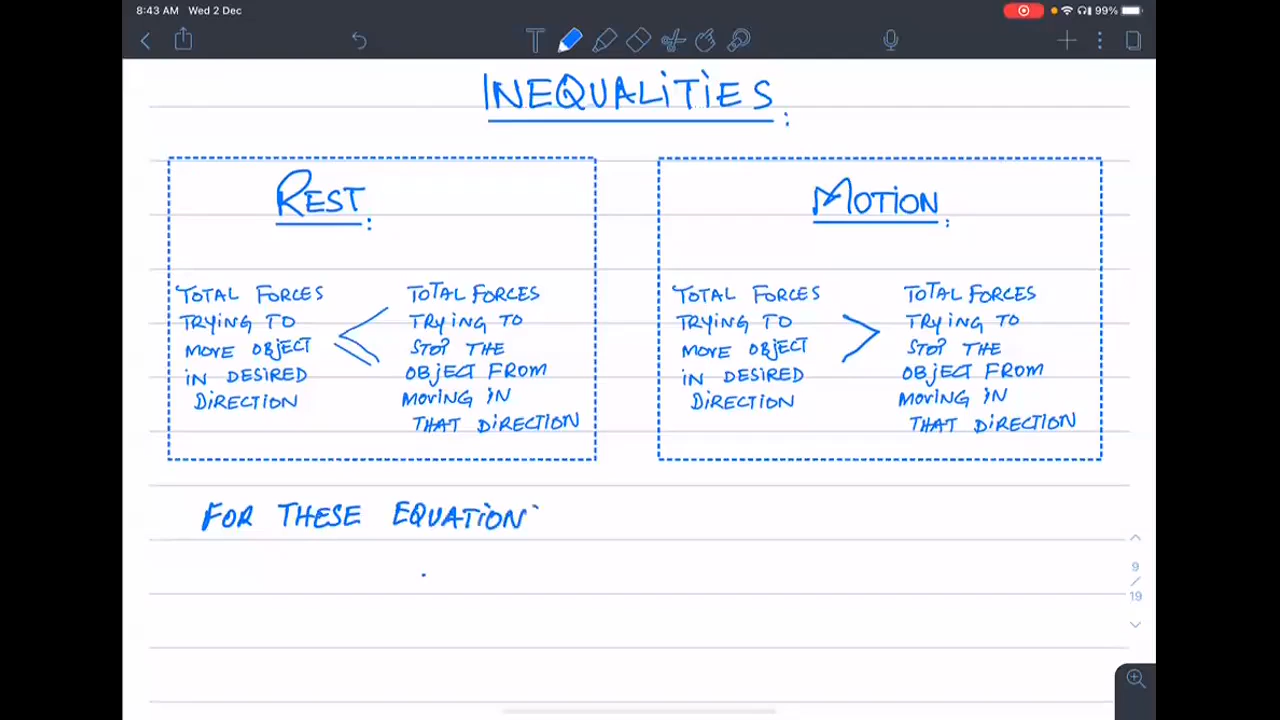 8:43 AM Wed 2 Dec
99%
INEQUALITIES:
REST:
TOTAL FORCES
TRYING TO
MOVE OBJECT
IN DESIRED
DIRECTION
≤
TOTAL FORCES
TRYING TO
STOP THE
OBJECT FROM
MOVING IN
THAT DIRECTION
MOTION:
TOTAL FORCES
TRYING TO
MOVE OBJECT
IN DESIRED
DIRECTION
>
TOTAL FORCES
TRYING TO
STOP THE
OBJECT FROM
MOVING IN
THAT DIRECTION
FOR THESE EQUATION
9
/
19